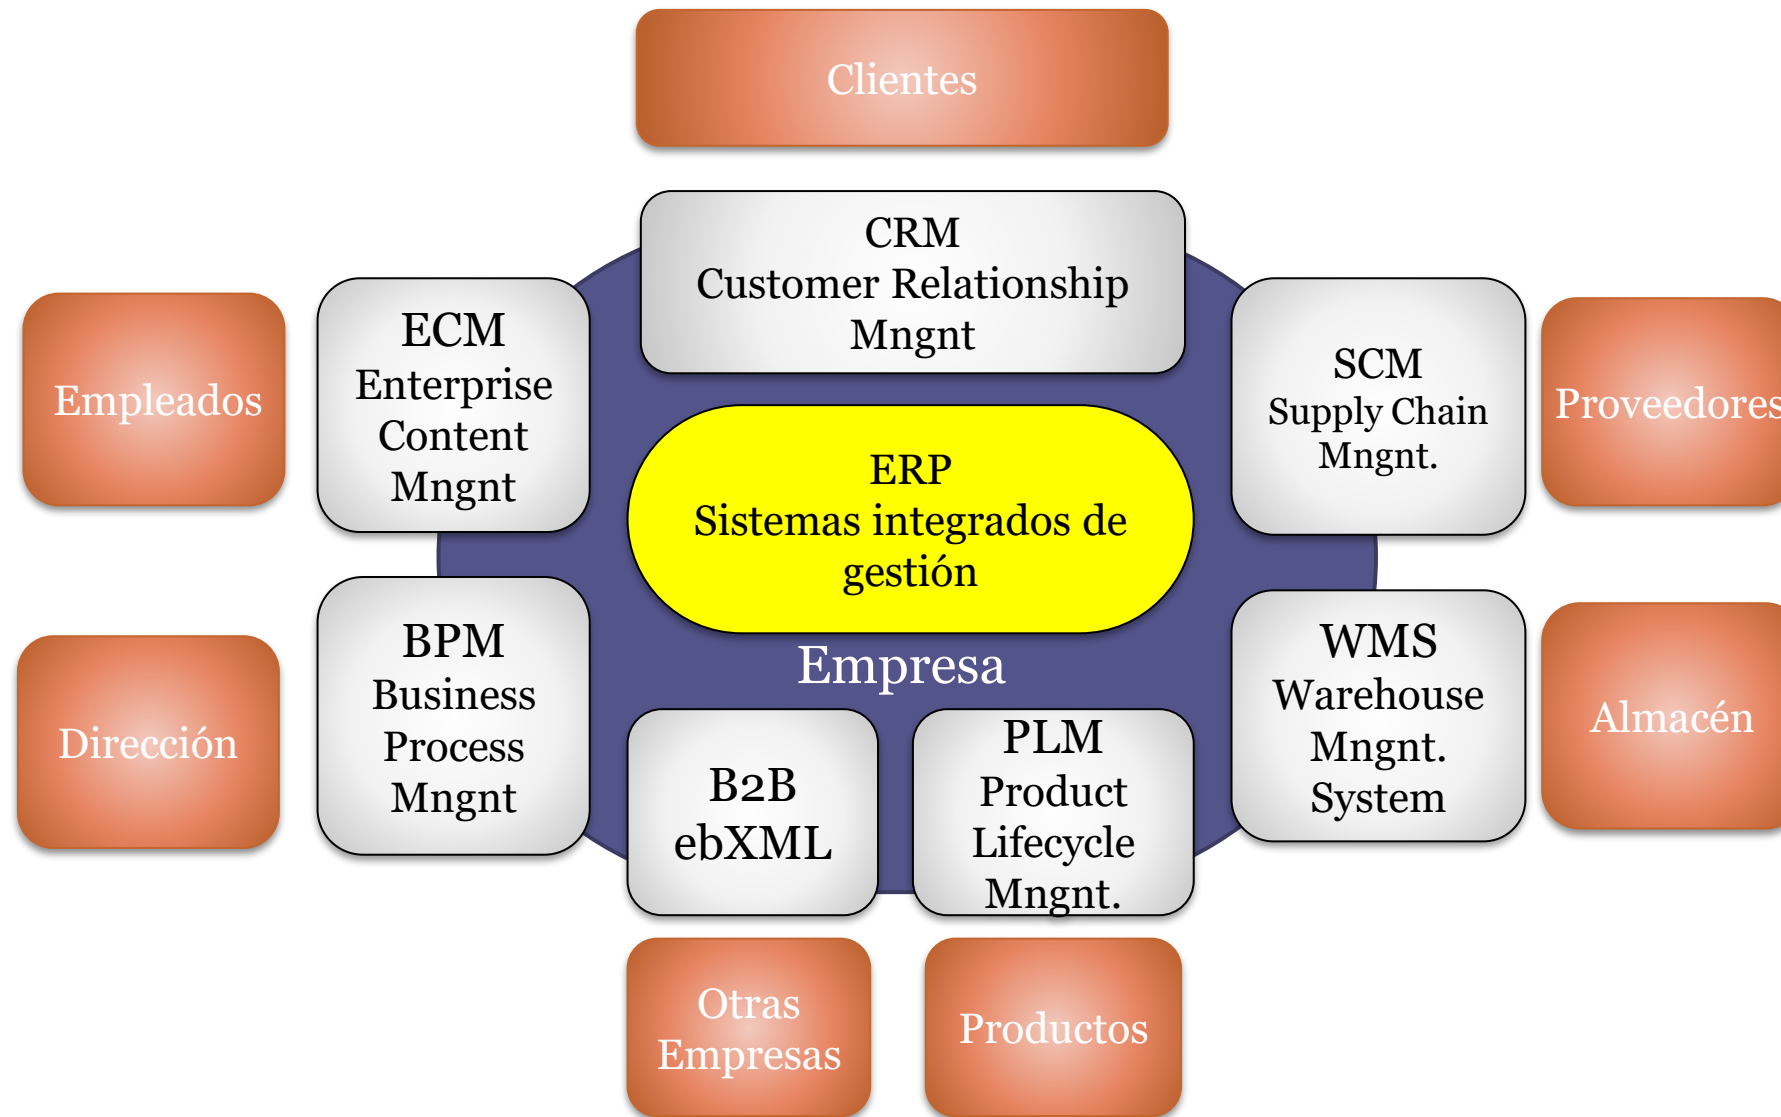 Clientes
CRM
Customer Relationship
Mngnt
Empleados
ECM
Enterprise
Content
Mngnt
SCM
Supply Chain
Mngnt.
Proveedores
ERP
Sistemas integrados de
gestión
Empresa
Dirección
BPM
Business
Process
Mngnt
B2B
ebXML
PLM
Product
Lifecycle
Mngnt.
WMS
Warehouse
Mngnt.
System
Almacén
Otras
Empresas
Productos